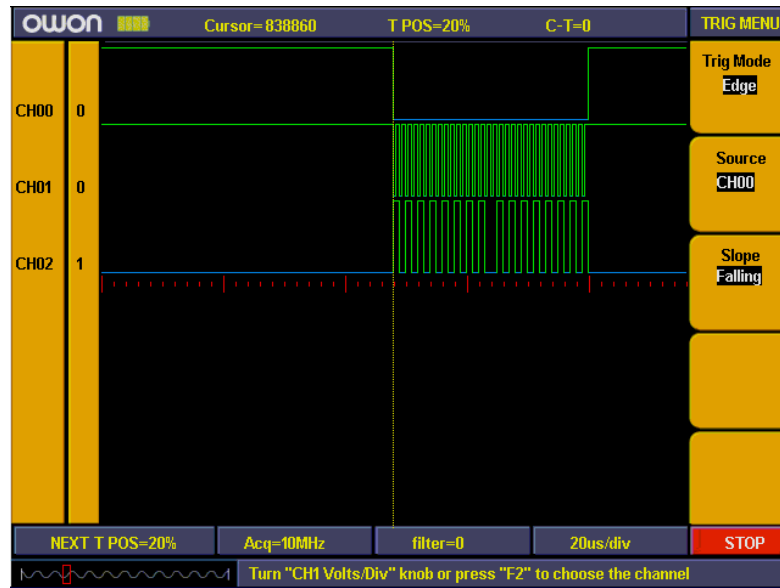 owon Cursor=838860 T POS=20% C-T=0 TRIG MENU
Trig Mode
Edge
CH00 0
Source
CH01 0 CH00
Slope
CH02 1 Falling
NEXT T POS=20% Acq=10MHz filter=0 20us/div STOP
Turn "CH1 Volts/Div" knob or press "F2" to choose the channel